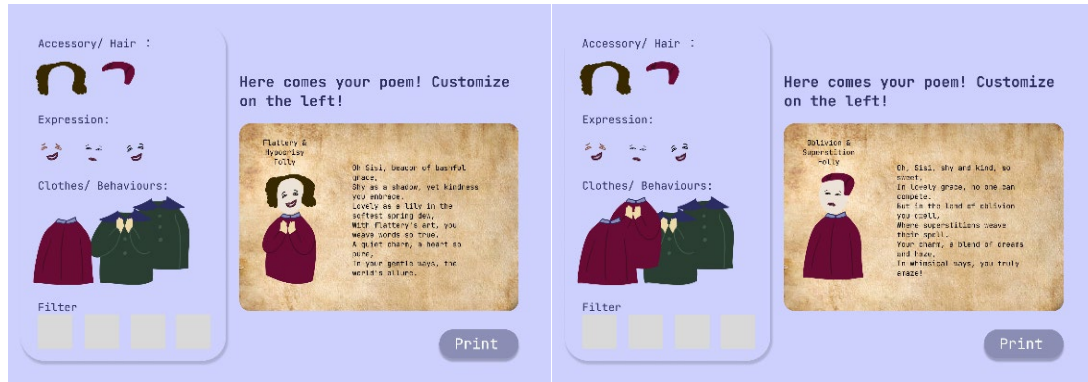 Accessory/ Hair :
Expression:
Clothes/ Behaviours:
Filter
Here comes your poem! Customize
on the left!
Flattery &
Hypocrisy
Folly
Oh Sisi, beacon of bashful
grace,
Shy as a shadow, yet kindness
you embrace.
Lovely as a lily in the
softest spring dew,
With flattery's art, you
weave words so true.
A quiet charm, a heart so
pure,
In your gentle ways, the
world's allure.
Print
Accessory/ Hair :
Expression:
Clothes/ Behaviours:
Filter
Here comes your poem! Customize
on the left!
Oblivion &
Superstition
Folly
Oh, Sisi, shy and kind, so
sweet,
In lovely grace, no one can
compete.
But in the land of oblivion
you dwell,
Where superstitions weave
their spell.
Your charm, a blend of dreams
and haze,
In whimsical ways, you truly
amaze!
Print